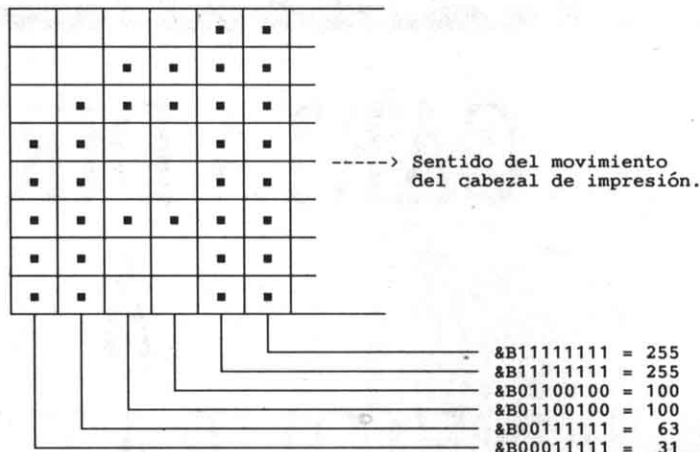 -----> Sentido del movimiento
del cabezal de impresión.
&B11111111 = 255
&B11111111 = 255
&B01100100 = 100
&B01100100 = 100
&B00111111 = 63
&B00011111 = 31